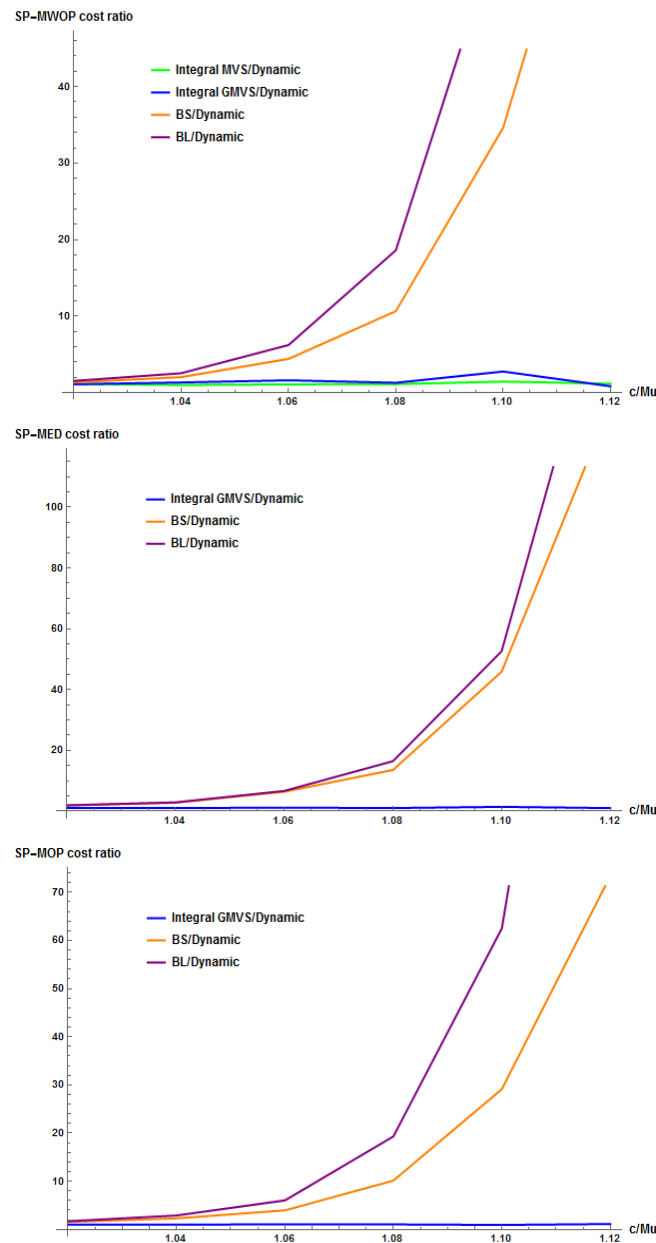 SP−MWOP cost ratio
40
30
20
10
Integral MVS/Dynamic
Integral GMVS/Dynamic
BS/Dynamic
BL/Dynamic
1.04 1.06 1.08 1.10 1.12
c/Mu
SP−MED cost ratio
100
80
60
40
20
Integral GMVS/Dynamic
BS/Dynamic
BL/Dynamic
1.04 1.06 1.08 1.10 1.12
c/Mu
SP−MOP cost ratio
70
60
50
40
30
20
10
Integral GMVS/Dynamic
BS/Dynamic
BL/Dynamic
1.04 1.06 1.08 1.10 1.12
c/Mu